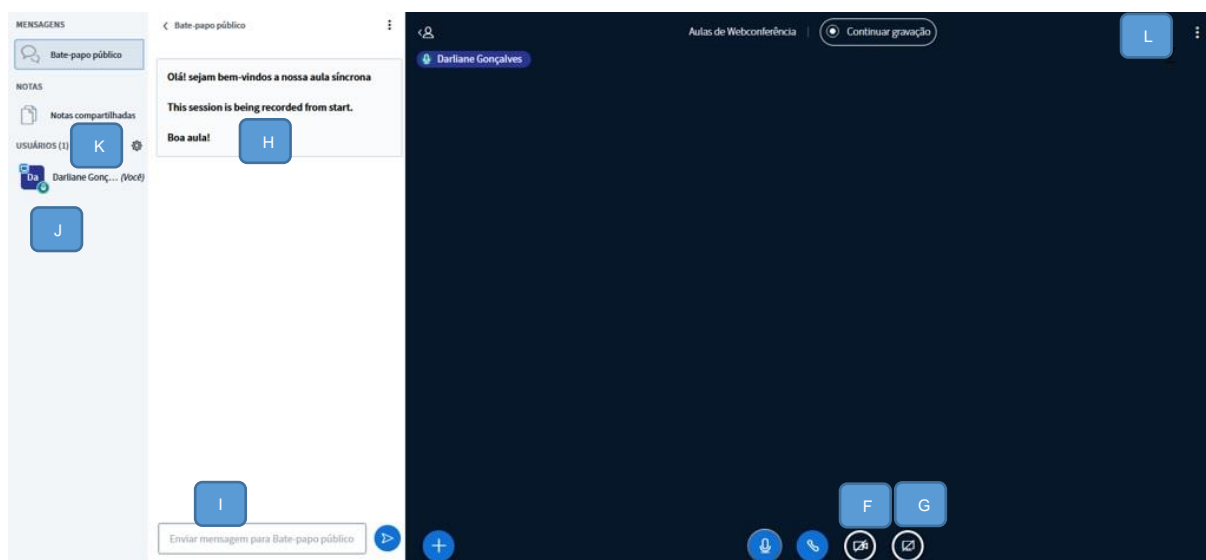 MENSAGENS
Bate-papo público
NOTAS
Notas compartilhadas
USUÁRIOS (1)
K
Da
Darliane Gonç... (Você)
J
Bate-papo público
Olá! sejam bem-vindos a nossa aula síncrona
This session is being recorded from start.
Boa aula!
H
I
Enviar mensagem para Bate-papo público
Aulas de Webconferência
Continuar gravação
L
Darliane Gonçalves
F
G